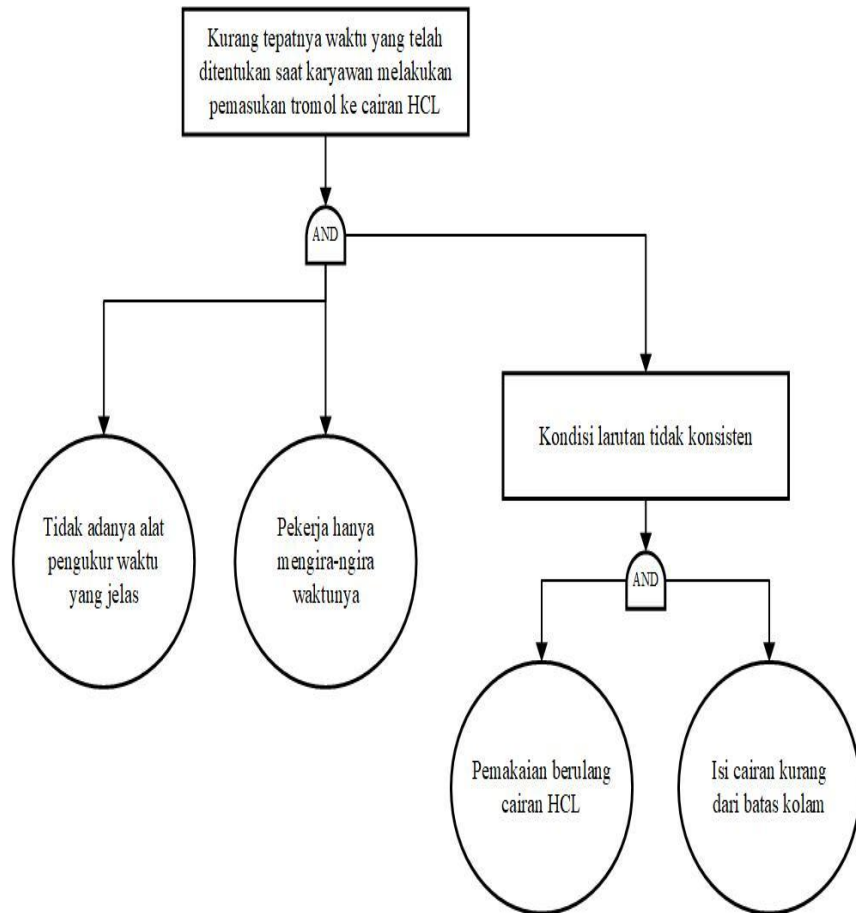 Kurang tepatnya waktu yang telah
ditentukan saat karyawan melakukan
pemasukan tromol ke cairan HCL
AND
Kondisi larutan tidak konsisten
Tidak adanya alat
pengukur waktu
yang jelas
Pekerja hanya
mengira-ngira
waktunya
AND
Pemakaian berulang
cairan HCL
Isi cairan kurang
dari batas kolam